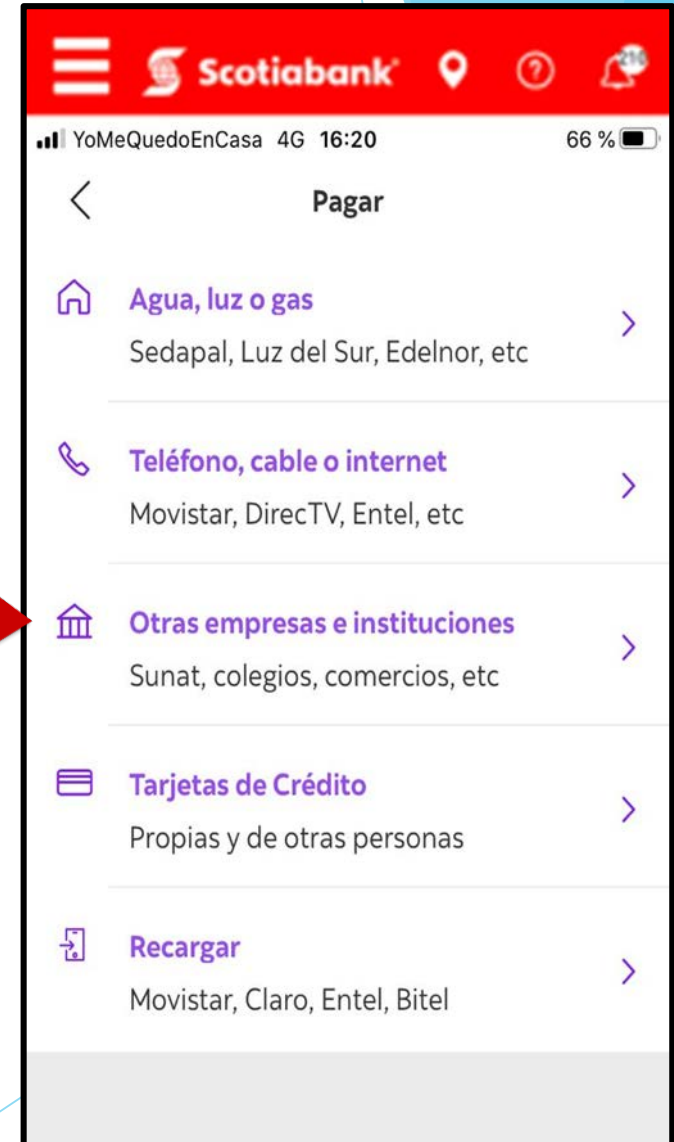 Scotiabank
?
216
YoMeQuedoEnCasa 4G 16:20 66 %
Pagar
Agua, luz o gas
Sedapal, Luz del Sur, Edelnor, etc
Teléfono, cable o internet
Movistar, DirecTV, Entel, etc
Otras empresas e instituciones
Sunat, colegios, comercios, etc
Tarjetas de Crédito
Propias y de otras personas
Recargar
Movistar, Claro, Entel, Bitel